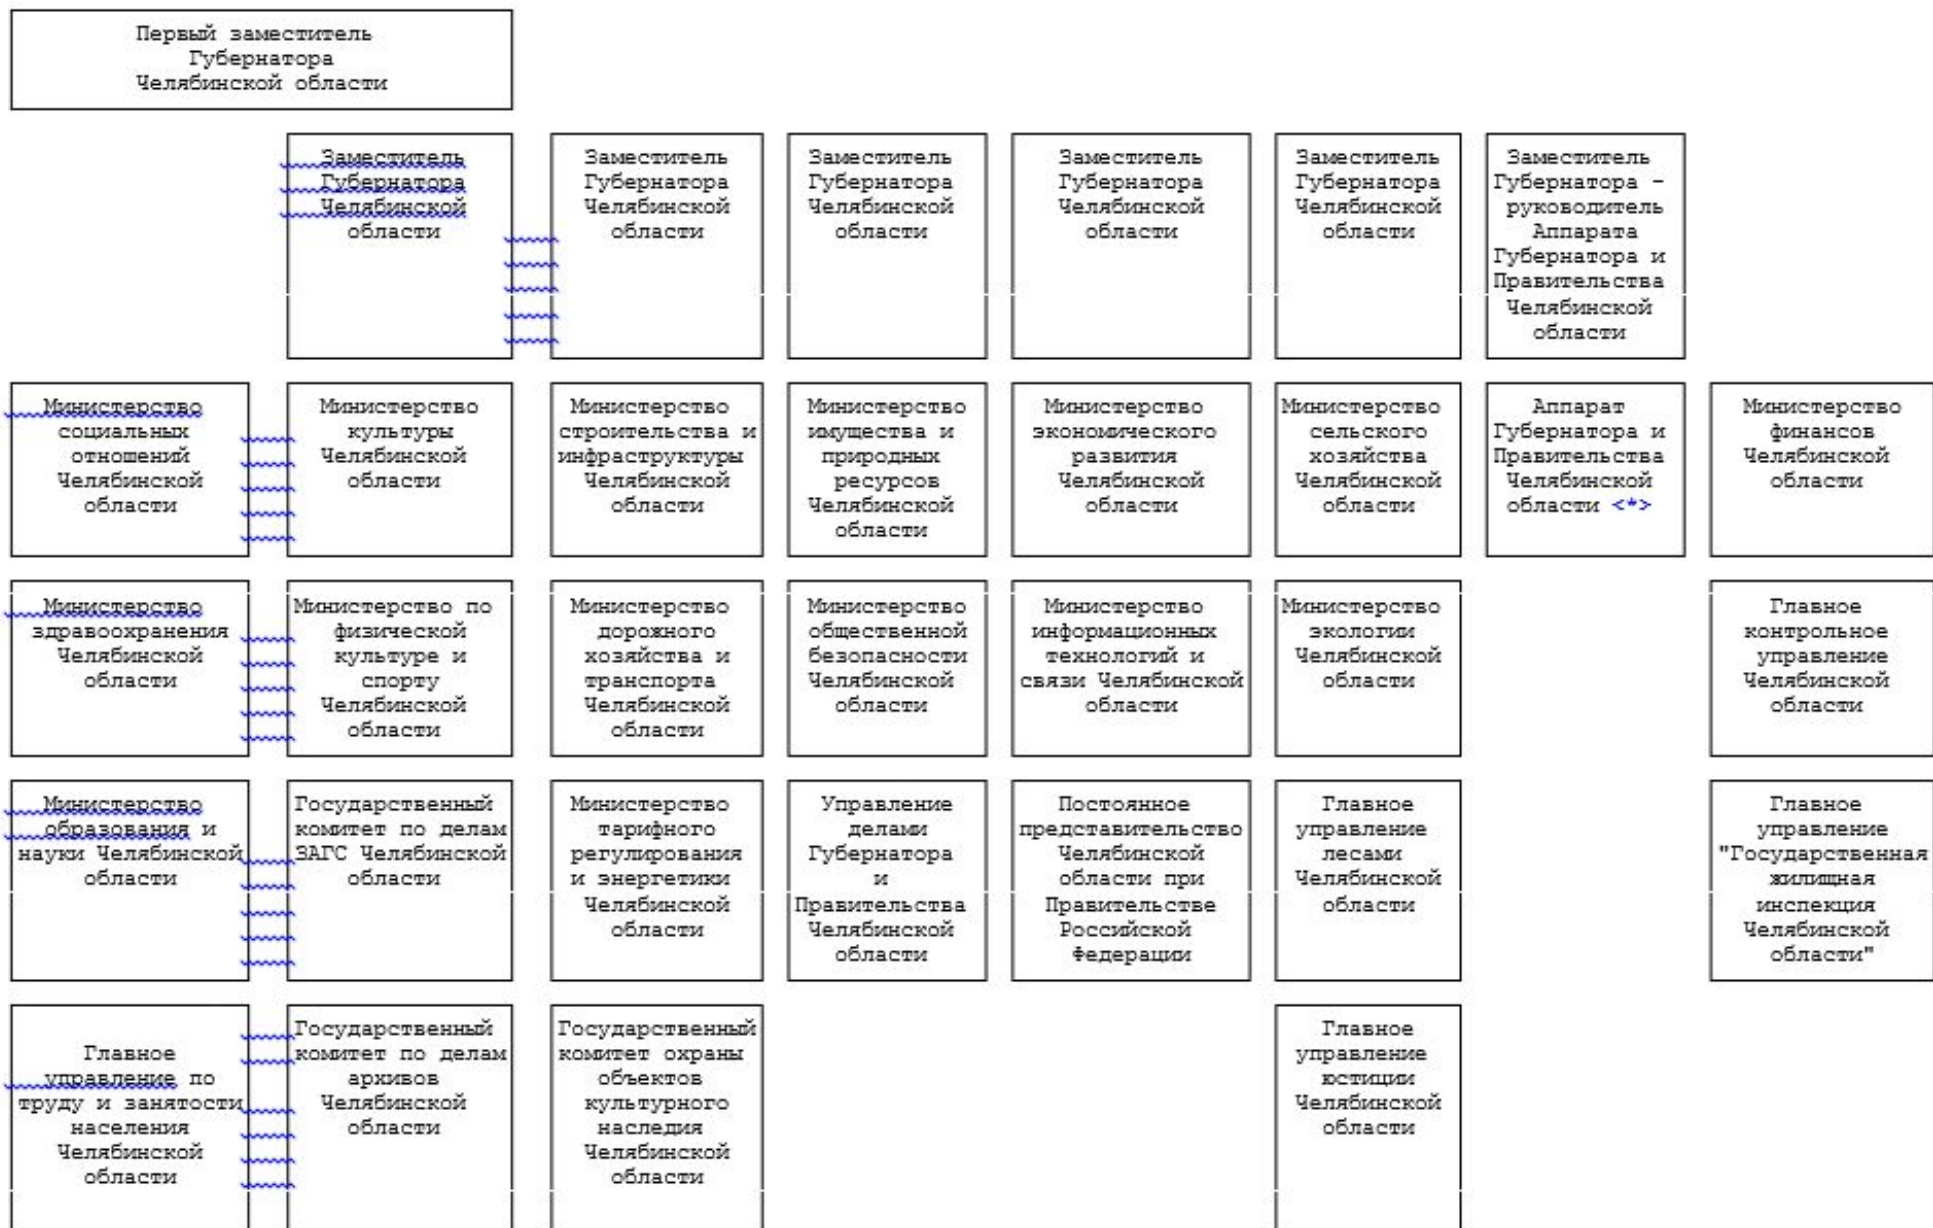 Первый заместитель
Губернатора
Челябинской области
Заместитель
Губернатора
Челябинской
области
Заместитель
Губернатора
Челябинской
области
Заместитель
Губернатора
Челябинской
области
Заместитель
Губернатора
Челябинской
области
Заместитель
Губернатора
Челябинской
области
Заместитель
Губернатора -
руководитель
Аппарата
Губернатора и
Правительства
Челябинской
области
Министерство
социальных
отношений
Челябинской
области
Министерство
культуры
Челябинской
области
Министерство
строительства и
инфраструктуры
Челябинской
области
Министерство
имущества и
природных
ресурсов
Челябинской
области
Министерство
экономического
развития
Челябинской
области
Министерство
сельского
хозяйства
Челябинской
области
Аппарат
Губернатора и
Правительства
Челябинской
области <*>
Министерство
финансов
Челябинской
области
Министерство
здравоохранения
Челябинской
области
Министерство по
физической
культуре и
спорту
Челябинской
области
Министерство
дорожного
хозяйства и
транспорта
Челябинской
области
Министерство
общественной
безопасности
Челябинской
области
Министерство
информационных
технологий и
связи Челябинской
области
Министерство
экологии
Челябинской
области
Главное
контрольное
управление
Челябинской
области
Министерство
образования и
науки Челябинской
области
Государственный
комитет по делам
ЗАГС Челябинской
области
Министерство
тарифного
регулирования
и энергетики
Челябинской
области
Управление
делами
Губернатора
и
Правительства
Челябинской
области
Постоянное
представительство
Челябинской
области при
Правительстве
Российской
Федерации
Главное
управление
лесами
Челябинской
области
Главное
управление
"Государственная
жилищная
инспекция
Челябинской
области"
Главное
управление по
труду и занятости
населения
Челябинской
области
Государственный
комитет по делам
архивов
Челябинской
области
Государственный
комитет охраны
объектов
культурного
наследия
Челябинской
области
Главное
управление
юстиции
Челябинской
области